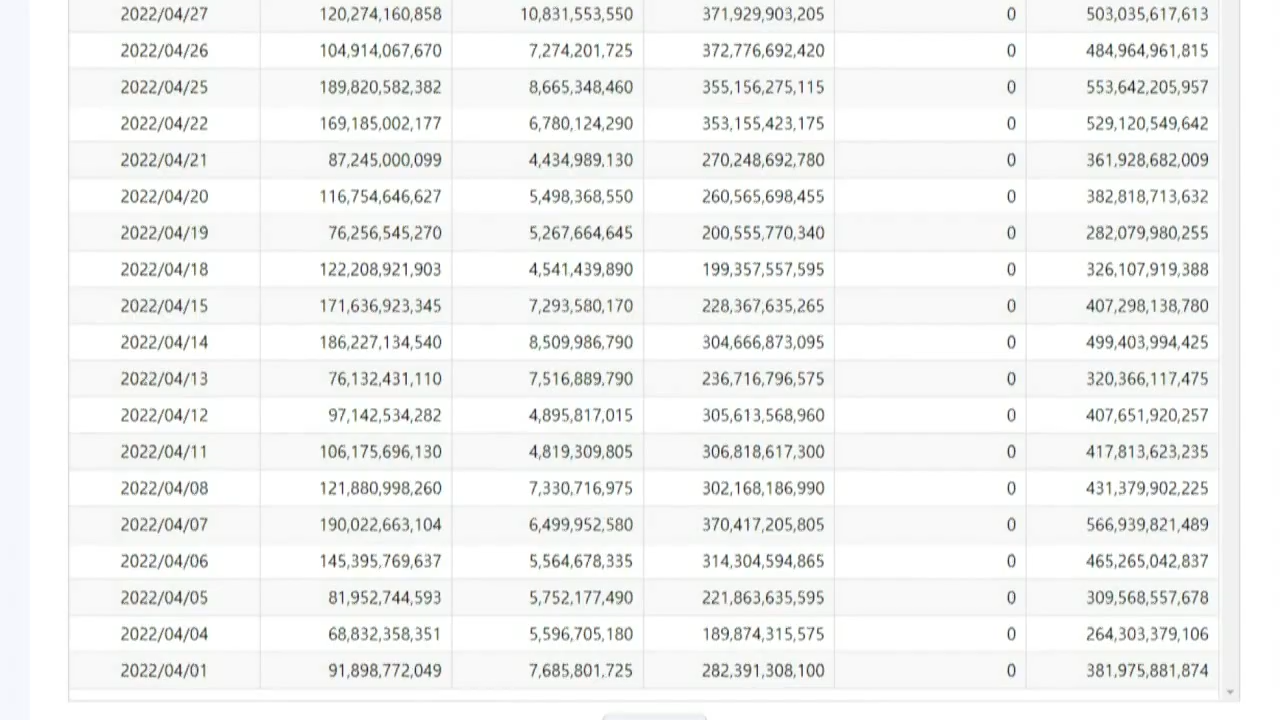 2022/04/27 120,274,160,858 10,831,553,550 371,929,903,205 0 503,035,617,613
2022/04/26 104,914,067,670 7,274,201,725 372,776,692,420 0 484,964,961,815
2022/04/25 189,820,582,382 8,665,348,460 355,156,275,115 0 553,642,205,957
2022/04/22 169,185,002,177 6,780,124,290 353,155,423,175 0 529,120,549,642
2022/04/21 87,245,000,099 4,434,989,130 270,248,692,780 0 361,928,682,009
2022/04/20 116,754,646,627 5,498,368,550 260,565,698,455 0 382,818,713,632
2022/04/19 76,256,545,270 5,267,664,645 200,555,770,340 0 282,079,980,255
2022/04/18 122,208,921,903 4,541,439,890 199,357,557,595 0 326,107,919,388
2022/04/15 171,636,923,345 7,293,580,170 228,367,635,265 0 407,298,138,780
2022/04/14 186,227,134,540 8,509,986,790 304,666,873,095 0 499,403,994,425
2022/04/13 76,132,431,110 7,516,889,790 236,716,796,575 0 320,366,117,475
2022/04/12 97,142,534,282 4,895,817,015 305,613,568,960 0 407,651,920,257
2022/04/11 106,175,696,130 4,819,309,805 306,818,617,300 0 417,813,623,235
2022/04/08 121,880,998,260 7,330,716,975 302,168,186,990 0 431,379,902,225
2022/04/07 190,022,663,104 6,499,952,580 370,417,205,805 0 566,939,821,489
2022/04/06 145,395,769,637 5,564,678,335 314,304,594,865 0 465,265,042,837
2022/04/05 81,952,744,593 5,752,177,490 221,863,635,595 0 309,568,557,678
2022/04/04 68,832,358,351 5,596,705,180 189,874,315,575 0 264,303,379,106
2022/04/01 91,898,772,049 7,685,801,725 282,391,308,100 0 381,975,881,874